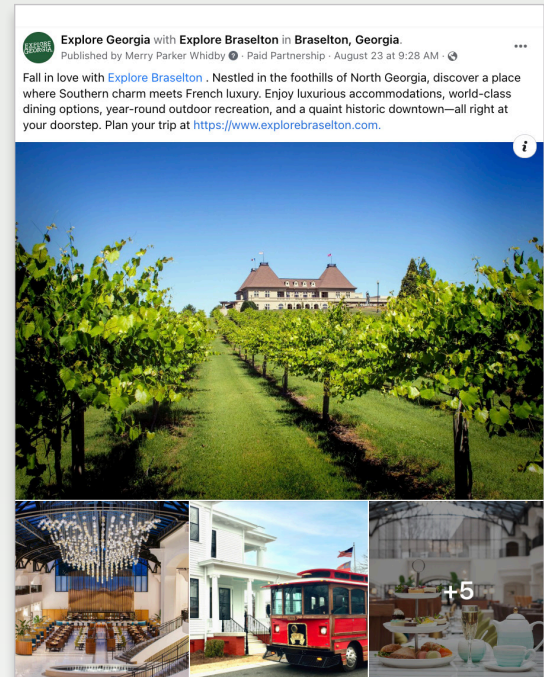 EXPLORE
GEORGIA
Explore Georgia with Explore Braselton in Braselton, Georgia.
Published by Merry Parker Whidby · Paid Partnership · August 23 at 9:28 AM ·
Fall in love with Explore Braselton . Nestled in the foothills of North Georgia, discover a place
where Southern charm meets French luxury. Enjoy luxurious accommodations, world-class
dining options, year-round outdoor recreation, and a quaint historic downtown—all right at
your doorstep. Plan your trip at https://www.explorebraselton.com.
i
+5